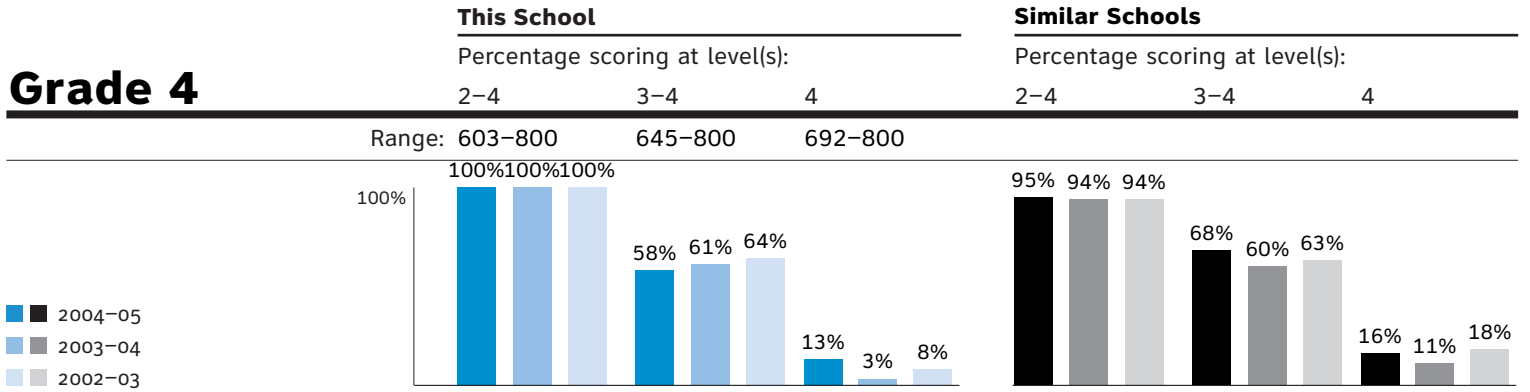 This School Similar Schools
Percentage scoring at level(s): Percentage scoring at level(s):
Grade 4 2–4 3–4 4 2–4 3–4 4
Range: 603–800 645–800 692–800
100% 100% 100% 95% 94% 94%
100%
58% 61% 64% 68% 60% 63%
13% 3% 8% 16% 11% 18%
2004–05
2003–04
2002–03